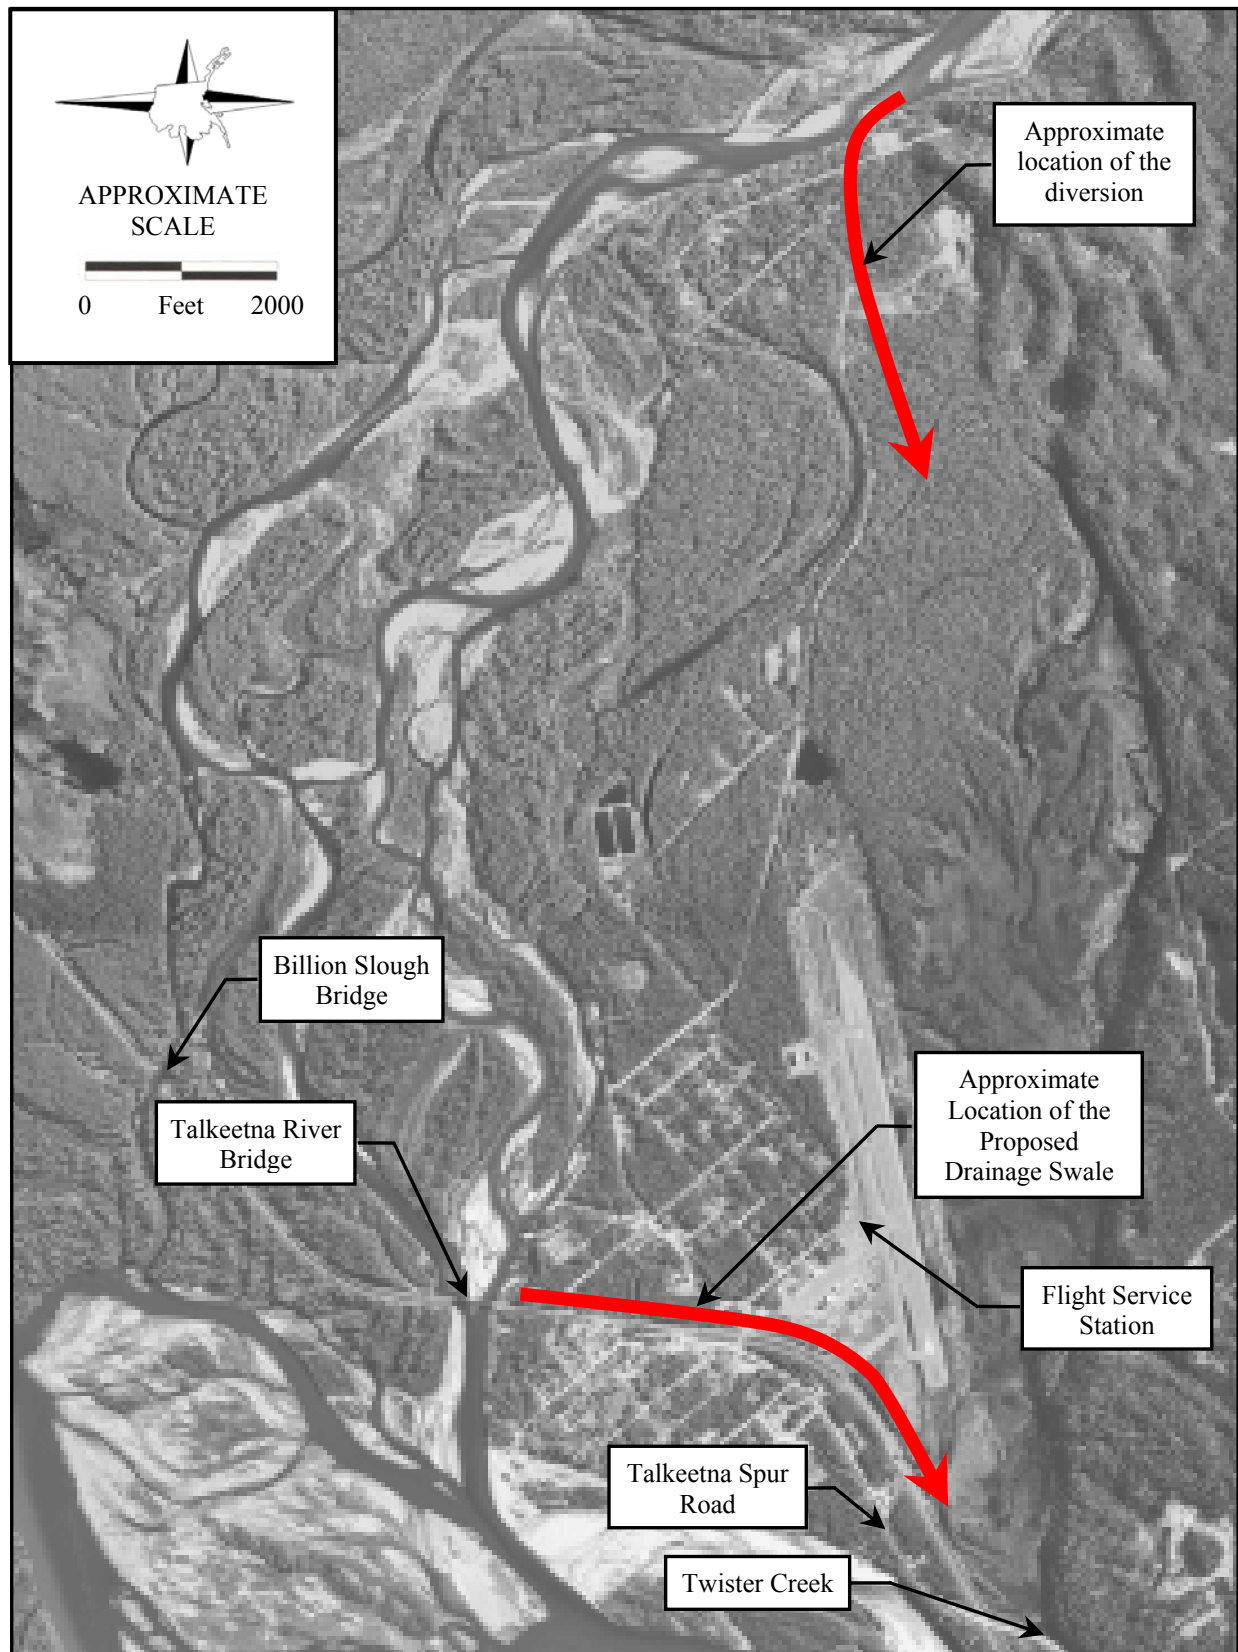 APPROXIMATE
SCALE
0 Feet 2000
Approximate
location of the
diversion
Billion Slough
Bridge
Talkeetna River
Bridge
Approximate
Location of the
Proposed
Drainage Swale
Flight Service
Station
Talkeetna Spur
Road
Twister Creek